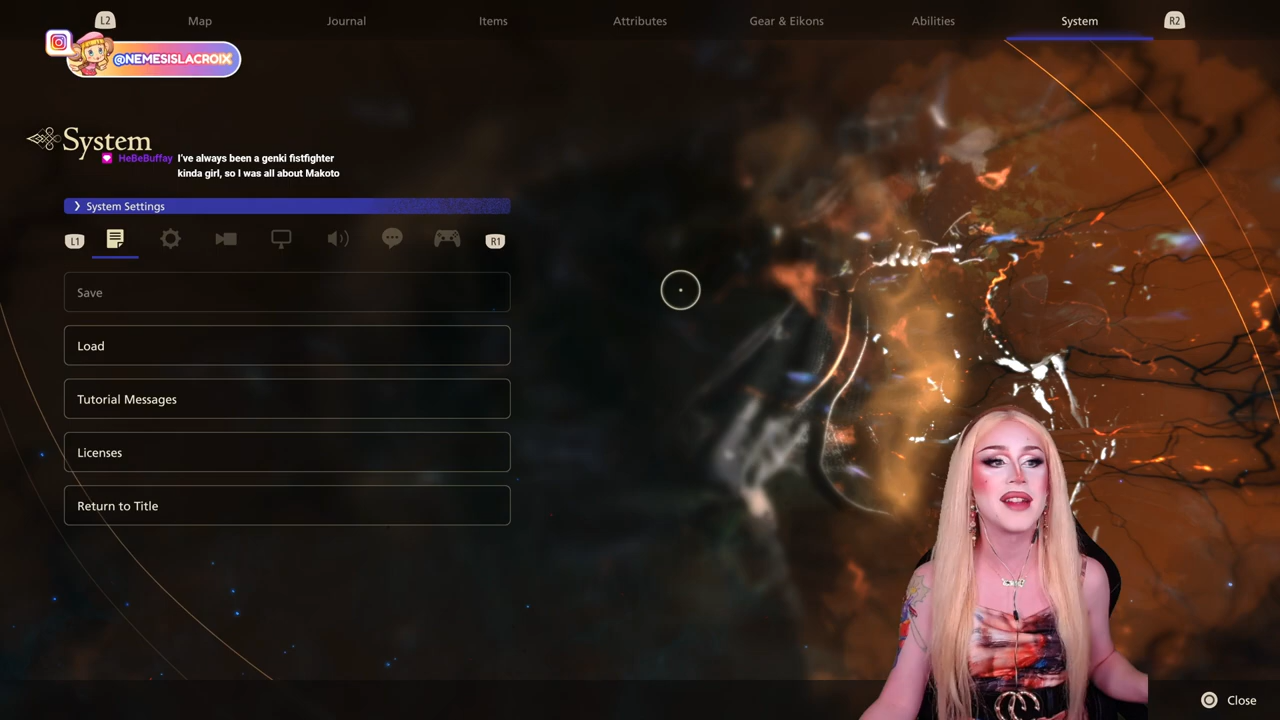 L2
Map
Journal
Items
Attributes
Gear & Eikons
Abilities
System
R2
@NEMESISLACROIX
System
HeBeBuffay I've always been a genki fistfighter
kinda girl, so I was all about Makoto
System Settings
L1
R1
Save
Load
Tutorial Messages
Licenses
Return to Title
Close